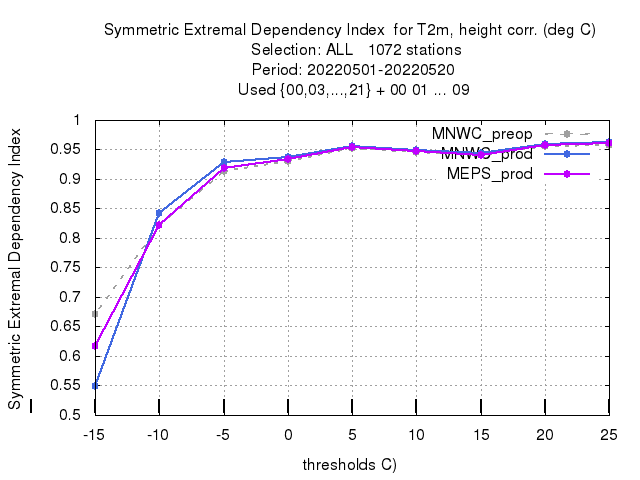 Symmetric Extremal Dependency Index for T2m, height corr. (deg C)
Selection: ALL 1072 stations
Period: 20220501-20220520
Used {00,03,...,21} + 00 01 ... 09
Symmetric Extremal Dependency Index
1
0.95
0.9
0.85
0.8
0.75
0.7
0.65
0.6
0.55
0.5
MNWC_preop
MNWC_prod
MEPS_prod
-15 -10 -5 0 5 10 15 20 25
thresholds C)